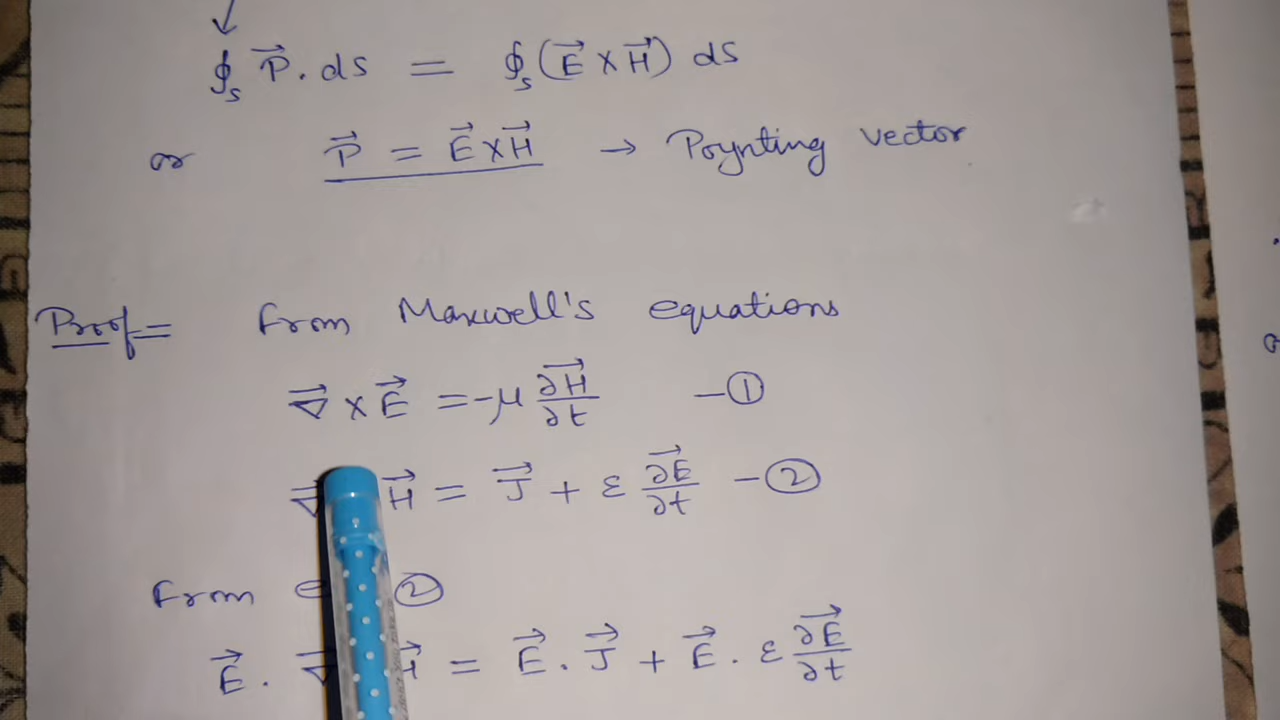 ↓
∮s P⃗ . ds = ∮s (E⃗ × H⃗) ds
or P⃗ = E⃗ × H⃗ → Poynting vector
Proof = From Maxwell's equations
∇⃗ × E⃗ = -μ ∂H⃗/∂t — ①
∇⃗ H⃗ = J⃗ + ε ∂E⃗/∂t — ②
From ②
E⃗ . ∇⃗ H⃗ = E⃗ . J⃗ + E⃗ . ε ∂E⃗/∂t